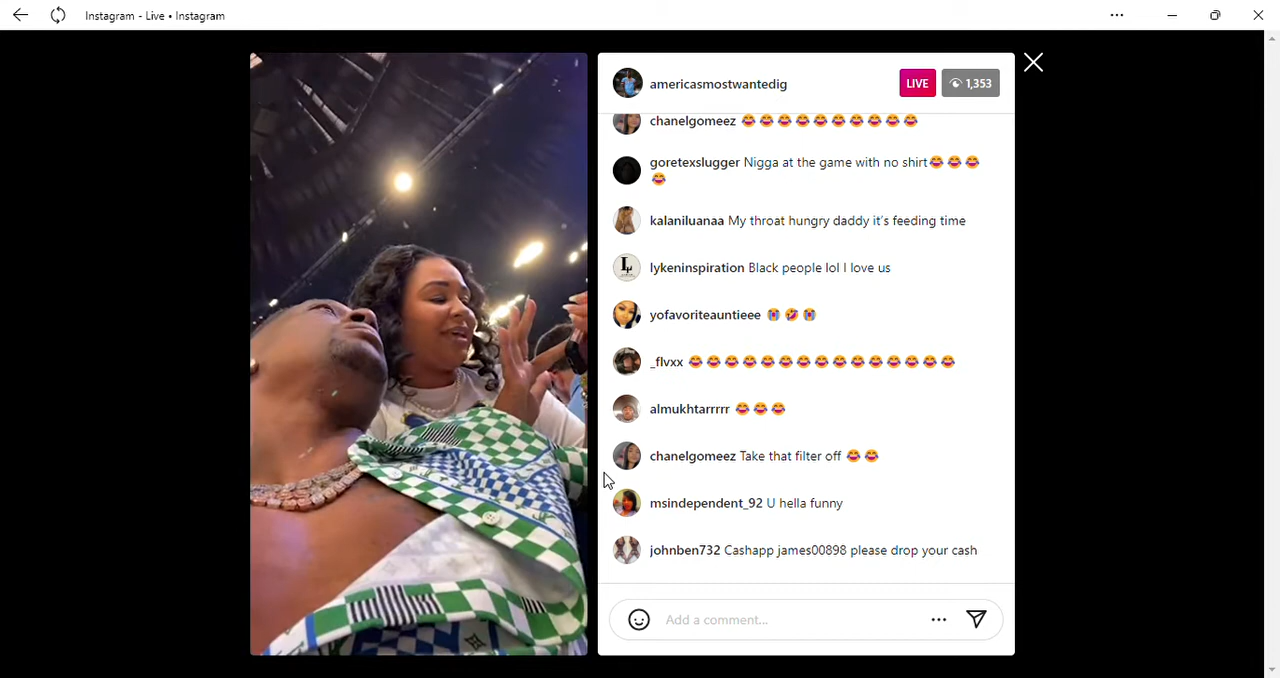 Instagram - Live • Instagram
americasmostwantedig
LIVE 1,353
chanelgomeez 😂😂😂😂😂😂😂😂😂😂
goretexslugger Nigga at the game with no shirt😂😂😂
😂
kalaniluanaa My throat hungry daddy it's feeding time
lykeninspiration Black people lol I love us
yofavoriteauntieee 😭🤣😭
_flvxx 😂😂😂😂😂😂😂😂😂😂😂😂😂😂😂
almukhtarrrrr 😂😂😂
chanelgomeez Take that filter off 😂😂
msindependent_92 U hella funny
johnben732 Cashapp james00898 please drop your cash
Add a comment...